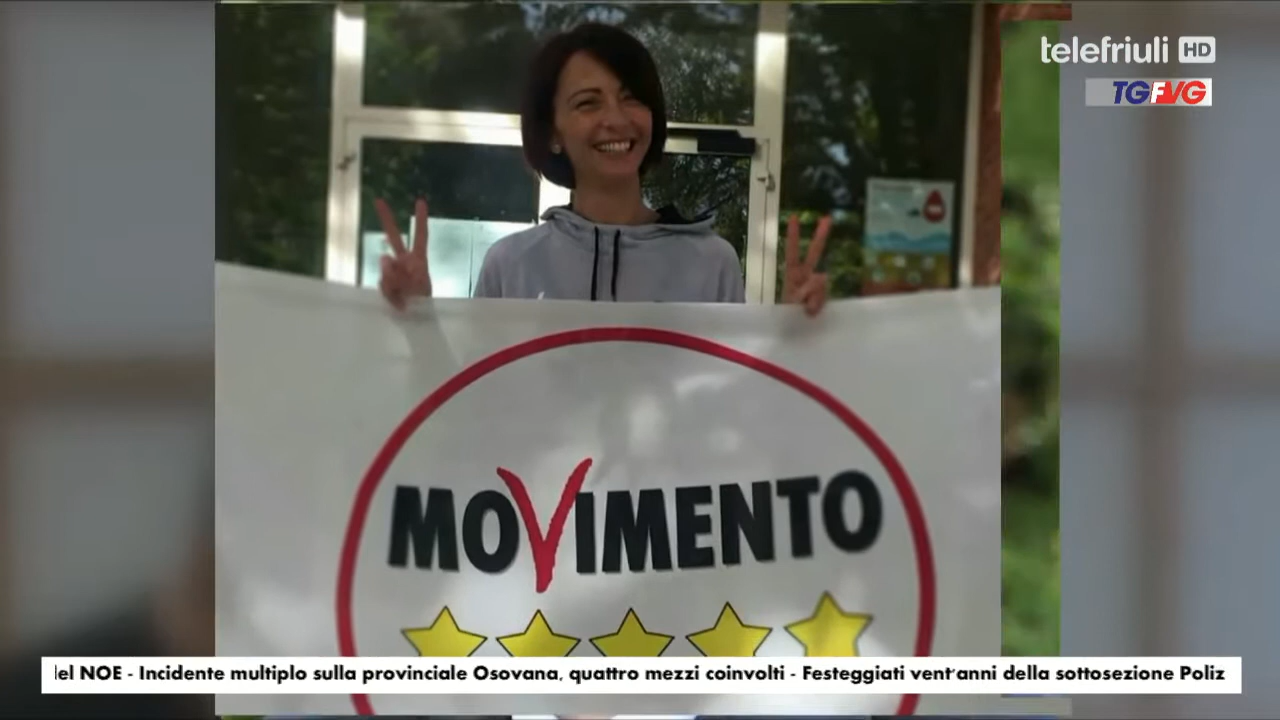 telefriuli HD
TGFVG
MOVIMENTO
del NOE - Incidente multiplo sulla provinciale Osovana, quattro mezzi coinvolti - Festeggiati vent'anni della sottosezione Poliz